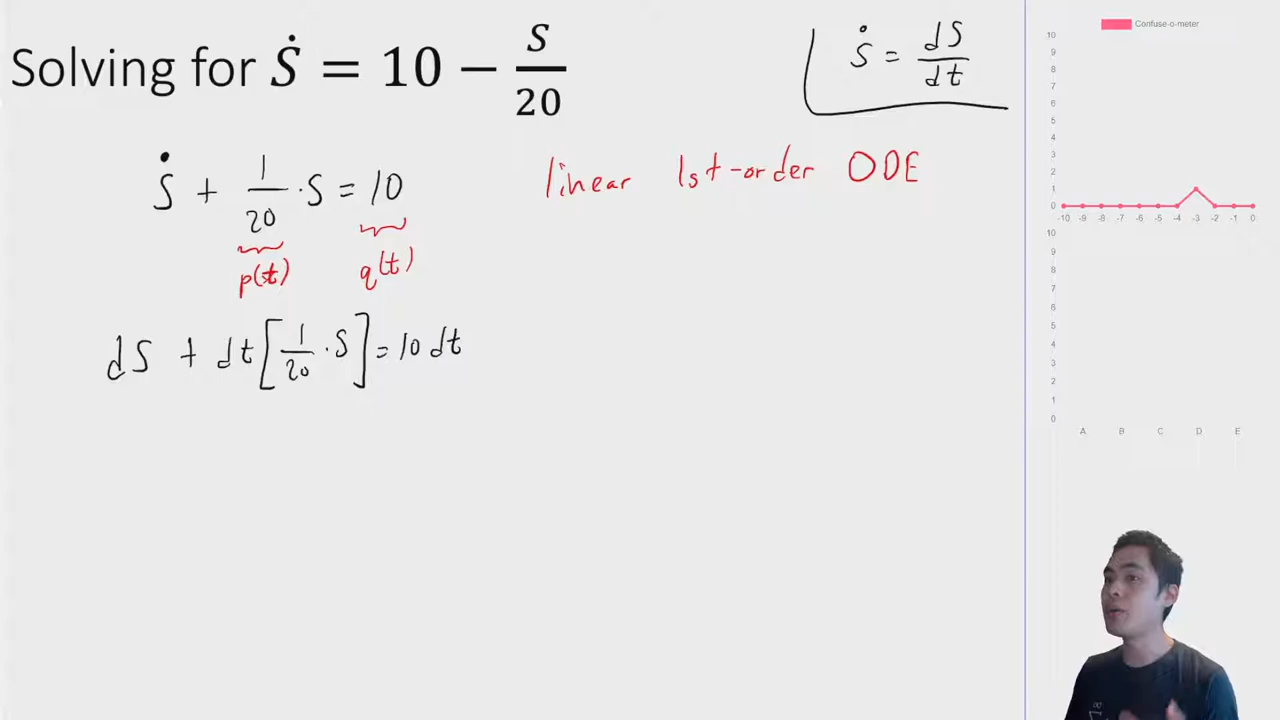 Solving for Ṡ = 10 − S/20
Ṡ = dS/dt
Ṡ + 1/20 · S = 10
linear 1st-order ODE
p(t) q(t)
dS + dt[1/20 · S] = 10 dt
Confuse-o-meter
10
9
8
7
6
5
4
3
2
1
0
-10 -9 -8 -7 -6 -5 -4 -3 -2 -1 0
10
9
8
7
6
5
4
3
2
1
0
A B C D E